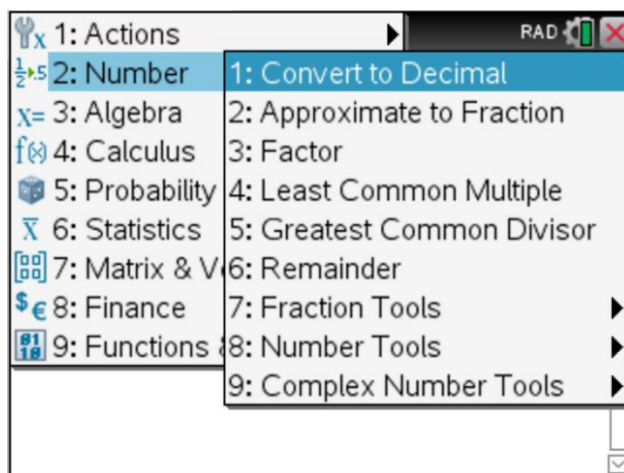 1: Actions
RAD
2: Number
1: Convert to Decimal
3: Algebra
2: Approximate to Fraction
4: Calculus
3: Factor
5: Probability
4: Least Common Multiple
6: Statistics
5: Greatest Common Divisor
7: Matrix & V
6: Remainder
8: Finance
7: Fraction Tools
9: Functions &
8: Number Tools
9: Complex Number Tools